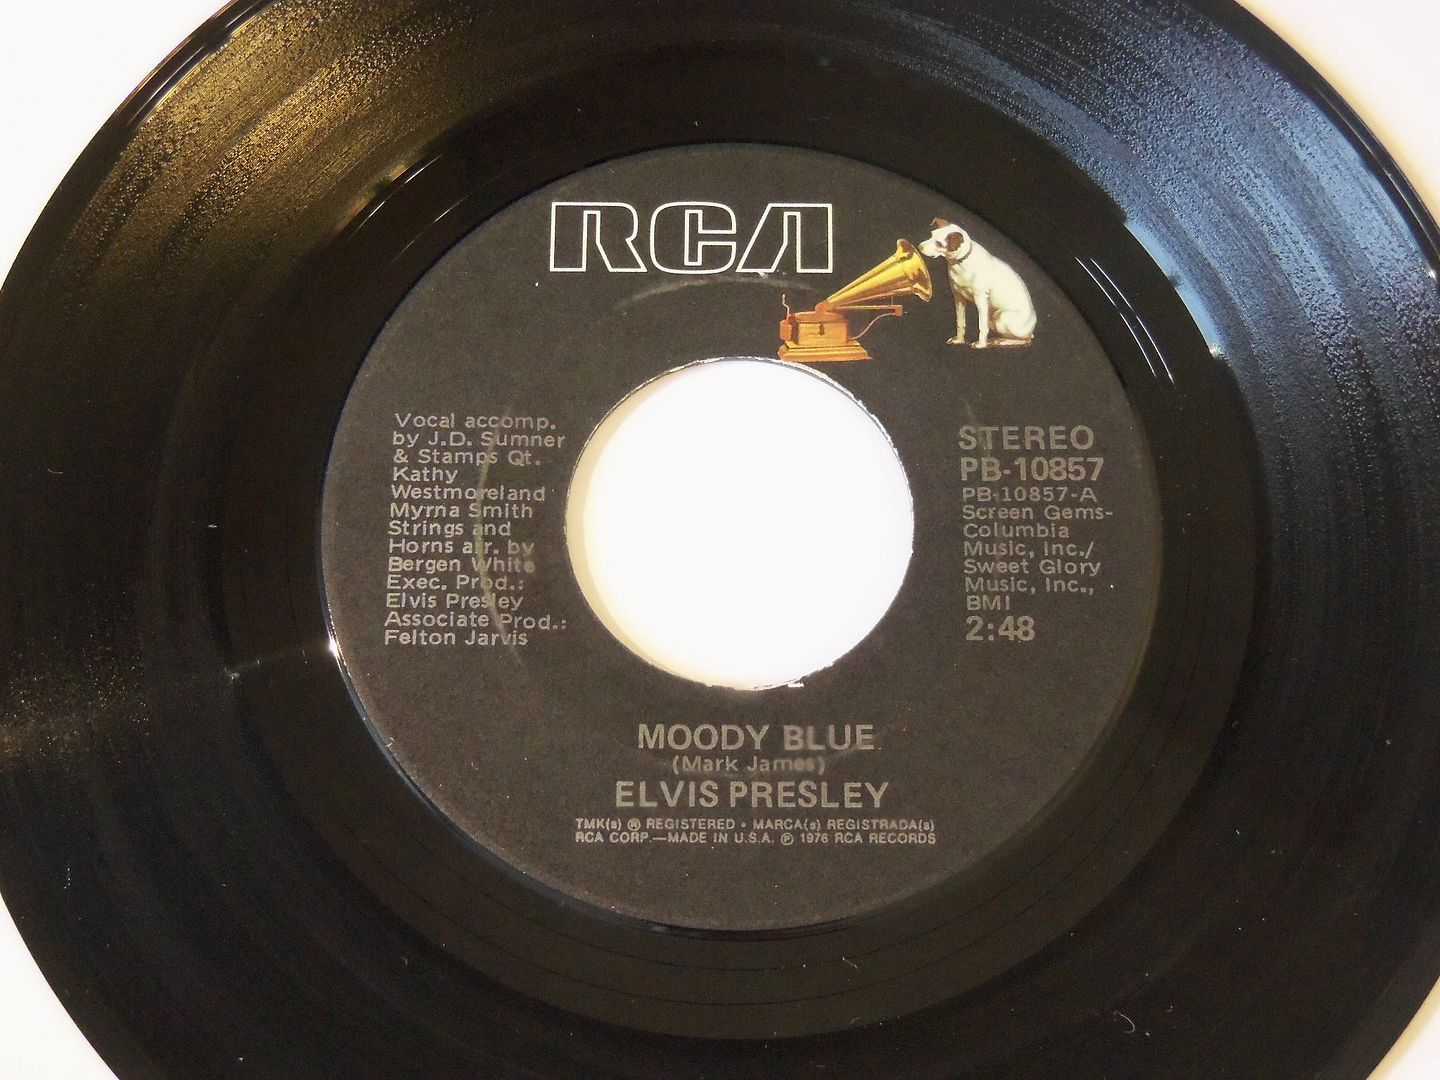 RCA
Vocal accomp.
by J.D. Sumner
& Stamps Qt.
Kathy
Westmoreland
Myrna Smith
Strings and
Horns arr. by
Bergen White
Exec. Prod.:
Elvis Presley
Associate Prod.:
Felton Jarvis
STEREO
PB-10857
PB-10857-A
Screen Gems-
Columbia
Music, Inc./
Sweet Glory
Music, Inc.,
BMI
2:48
MOODY BLUE
(Mark James)
ELVIS PRESLEY
TMK(s) ® REGISTERED • MARCA(s) REGISTRADA(s)
RCA CORP.—MADE IN U.S.A. ℗ 1976 RCA RECORDS